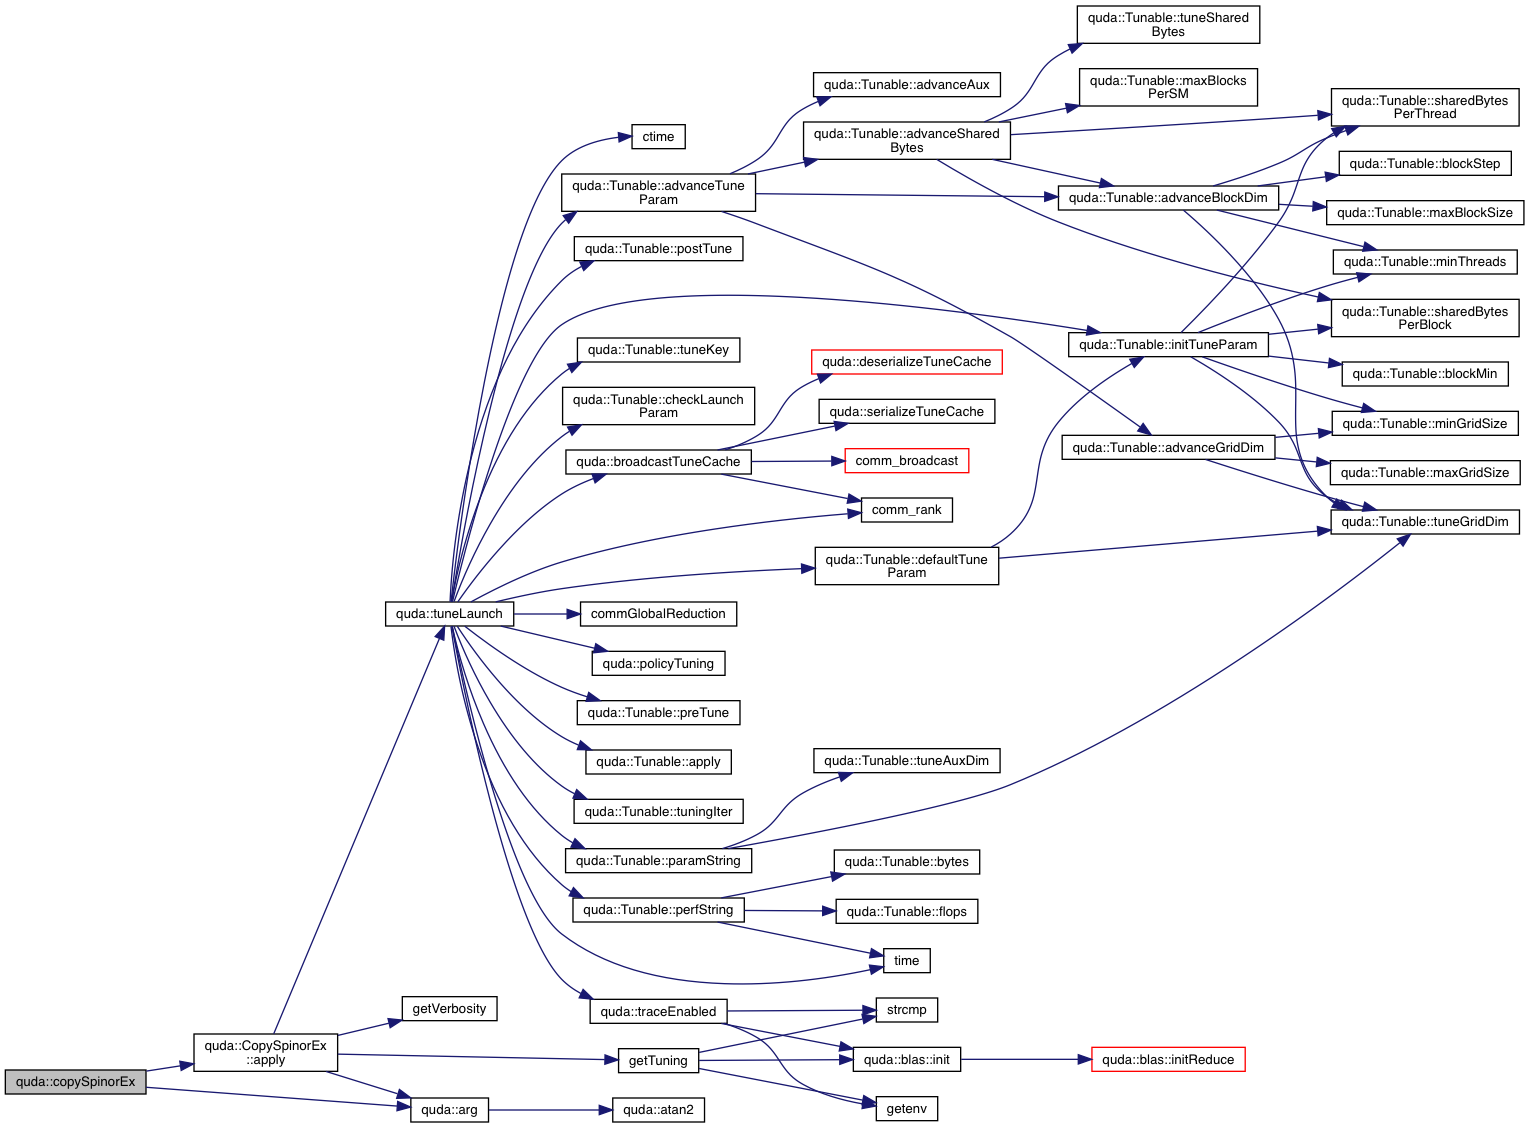 quda::Tunable::tuneShared
Bytes
quda::Tunable::advanceAux
quda::Tunable::maxBlocks
PerSM
quda::Tunable::sharedBytes
PerThread
ctime
quda::Tunable::advanceShared
Bytes
quda::Tunable::blockStep
quda::Tunable::advanceTune
Param
quda::Tunable::advanceBlockDim
quda::Tunable::maxBlockSize
quda::Tunable::postTune
quda::Tunable::minThreads
quda::Tunable::sharedBytes
PerBlock
quda::Tunable::tuneKey
quda::Tunable::initTuneParam
quda::deserializeTuneCache
quda::Tunable::blockMin
quda::Tunable::checkLaunch
Param
quda::serializeTuneCache
quda::Tunable::minGridSize
quda::Tunable::advanceGridDim
quda::broadcastTuneCache
comm_broadcast
quda::Tunable::maxGridSize
comm_rank
quda::Tunable::tuneGridDim
quda::Tunable::defaultTune
Param
quda::tuneLaunch
commGlobalReduction
quda::policyTuning
quda::Tunable::preTune
quda::Tunable::apply
quda::Tunable::tuneAuxDim
quda::Tunable::tuningIter
quda::Tunable::paramString
quda::Tunable::bytes
quda::Tunable::perfString
quda::Tunable::flops
time
getVerbosity
quda::traceEnabled
strcmp
quda::CopySpinorEx
::apply
getTuning
quda::blas::init
quda::blas::initReduce
quda::copySpinorEx
quda::arg
quda::atan2
getenv